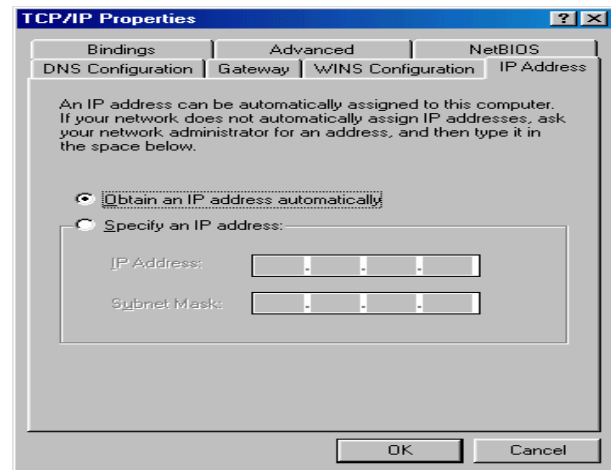 TCP/IP Properties
Bindings Advanced NetBIOS
DNS Configuration Gateway WINS Configuration IP Address
An IP address can be automatically assigned to this computer.
If your network does not automatically assign IP addresses, ask
your network administrator for an address, and then type it in
the space below.
Obtain an IP address automatically
Specify an IP address:
IP Address:
Subnet Mask:
OK Cancel